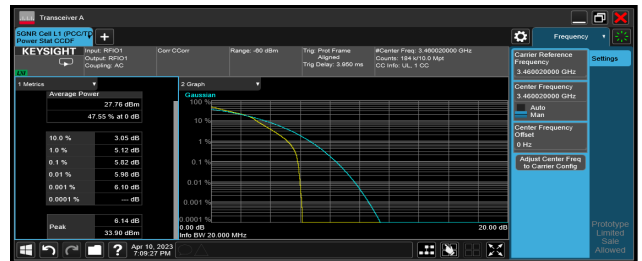 Transceiver A
5GNR Cell L1 (PCC/TD
Power Stat CCDF
Frequency
KEYSIGHT
LU
Input: RFIO1
Output: RFIO1
Coupling: AC
Corr CCorr
Range: -60 dBm
Trig: Prot Frame
Aligned
Trig Delay: 3.950 ms
#Center Freq: 3.460020000 GHz
Counts: 184 k/10.0 Mpt
CC Info: UL, 1 CC
1 Metrics
Average Power
27.76 dBm
47.55 % at 0 dB
10.0 % 3.05 dB
1.0 % 5.12 dB
0.1 % 5.82 dB
0.01 % 5.98 dB
0.001 % 6.10 dB
0.0001 % --- dB
Peak
6.14 dBm
33.90 dBm
2 Graph
Gaussian
100 %
10 %
1 %
0.1 %
0.01 %
0.001 %
0.0001 %
0.00 dB
20.00 dB
Info BW 20.000 MHz
Carrier Reference
Frequency
3.460020000 GHz
Center Frequency
3.460020000 GHz
Auto
Man
Center Frequency
Offset
0 Hz
Adjust Center Freq
to Carrier Config
Settings
Prototype
Limited
Sale
Allowed
Apr 10, 2023
7:09:27 PM